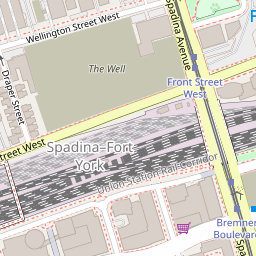 Wellington Street West
Spadina Avenue
The Well
Draper Street
Front Street
West
Street West
Spadina-Fort
York
Union Station Rail Corridor
Bremner
Boulevard
Spa